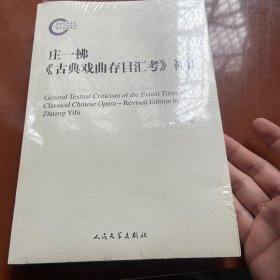 庄一拂
《古典戏曲存目汇考》补正
General Textual Criticism of the Extant Titles
Classical Chinese Opera—Revised Edition by
Zhuang Yifu
人民文学出版社